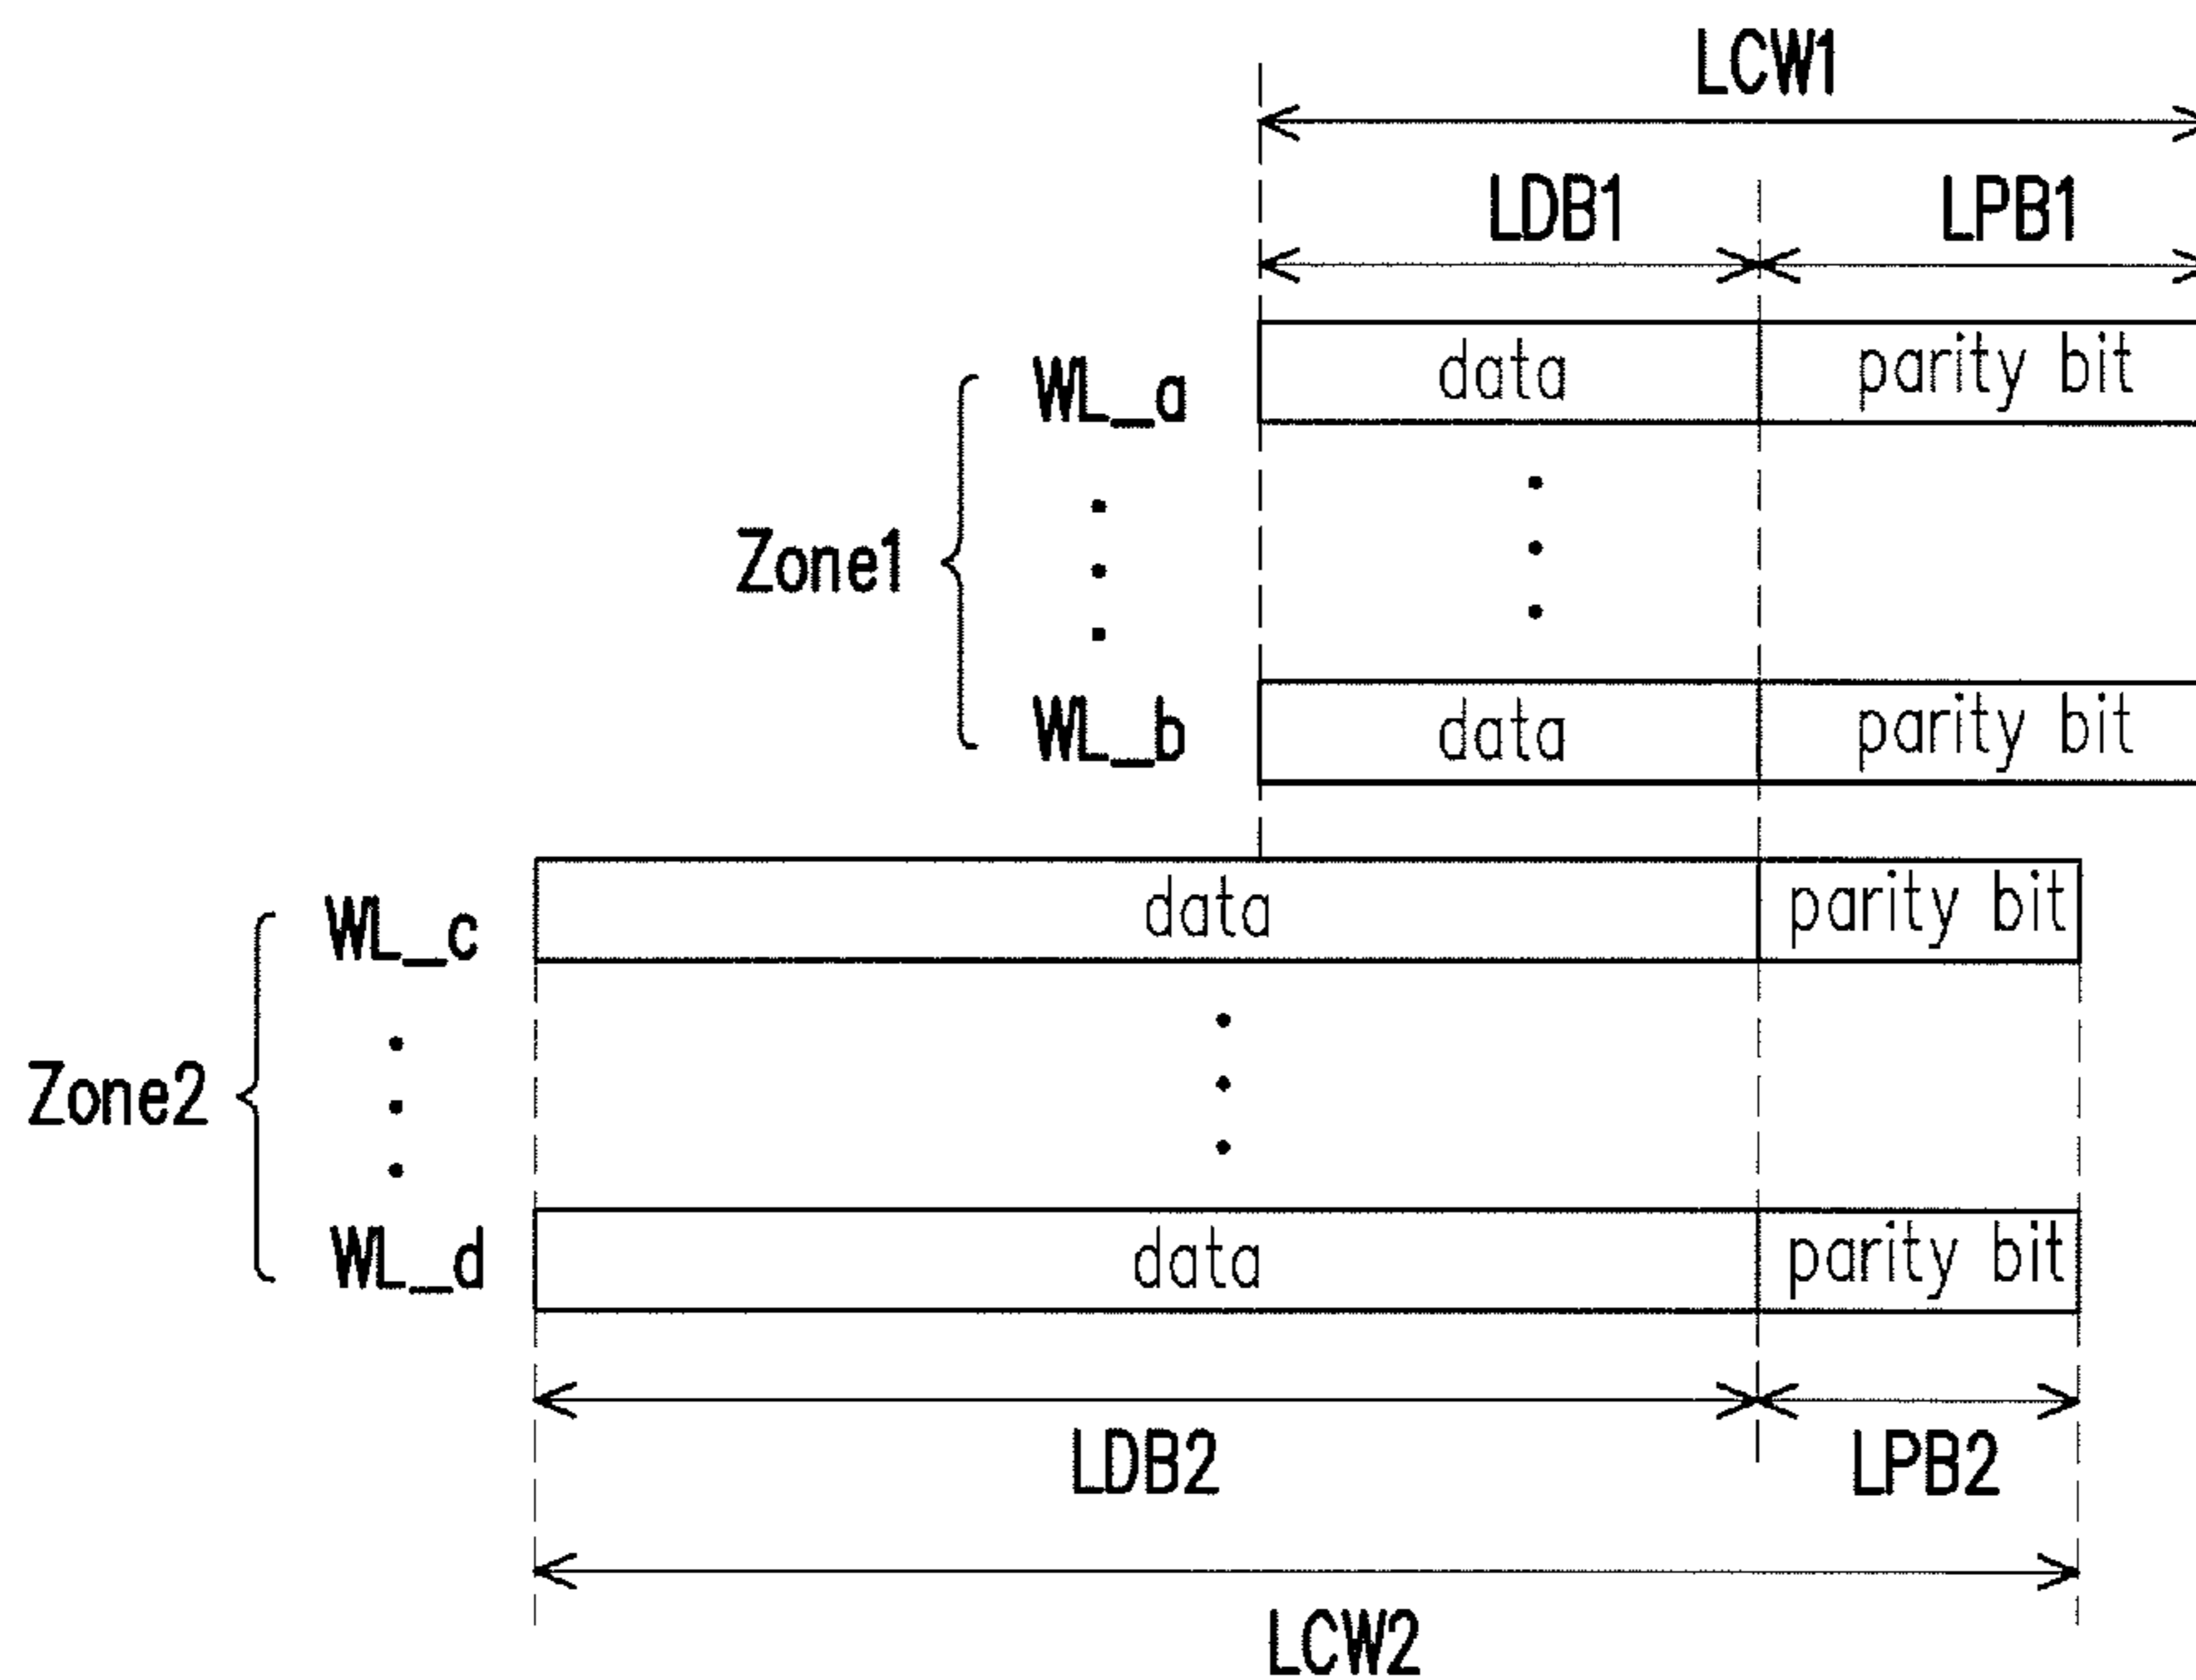 LCW1
LDB1 LPB1
WL_a data parity bit
Zone1
WL_b data parity bit
WL_c data parity bit
Zone2
WL_d data parity bit
LDB2 LPB2
LCW2